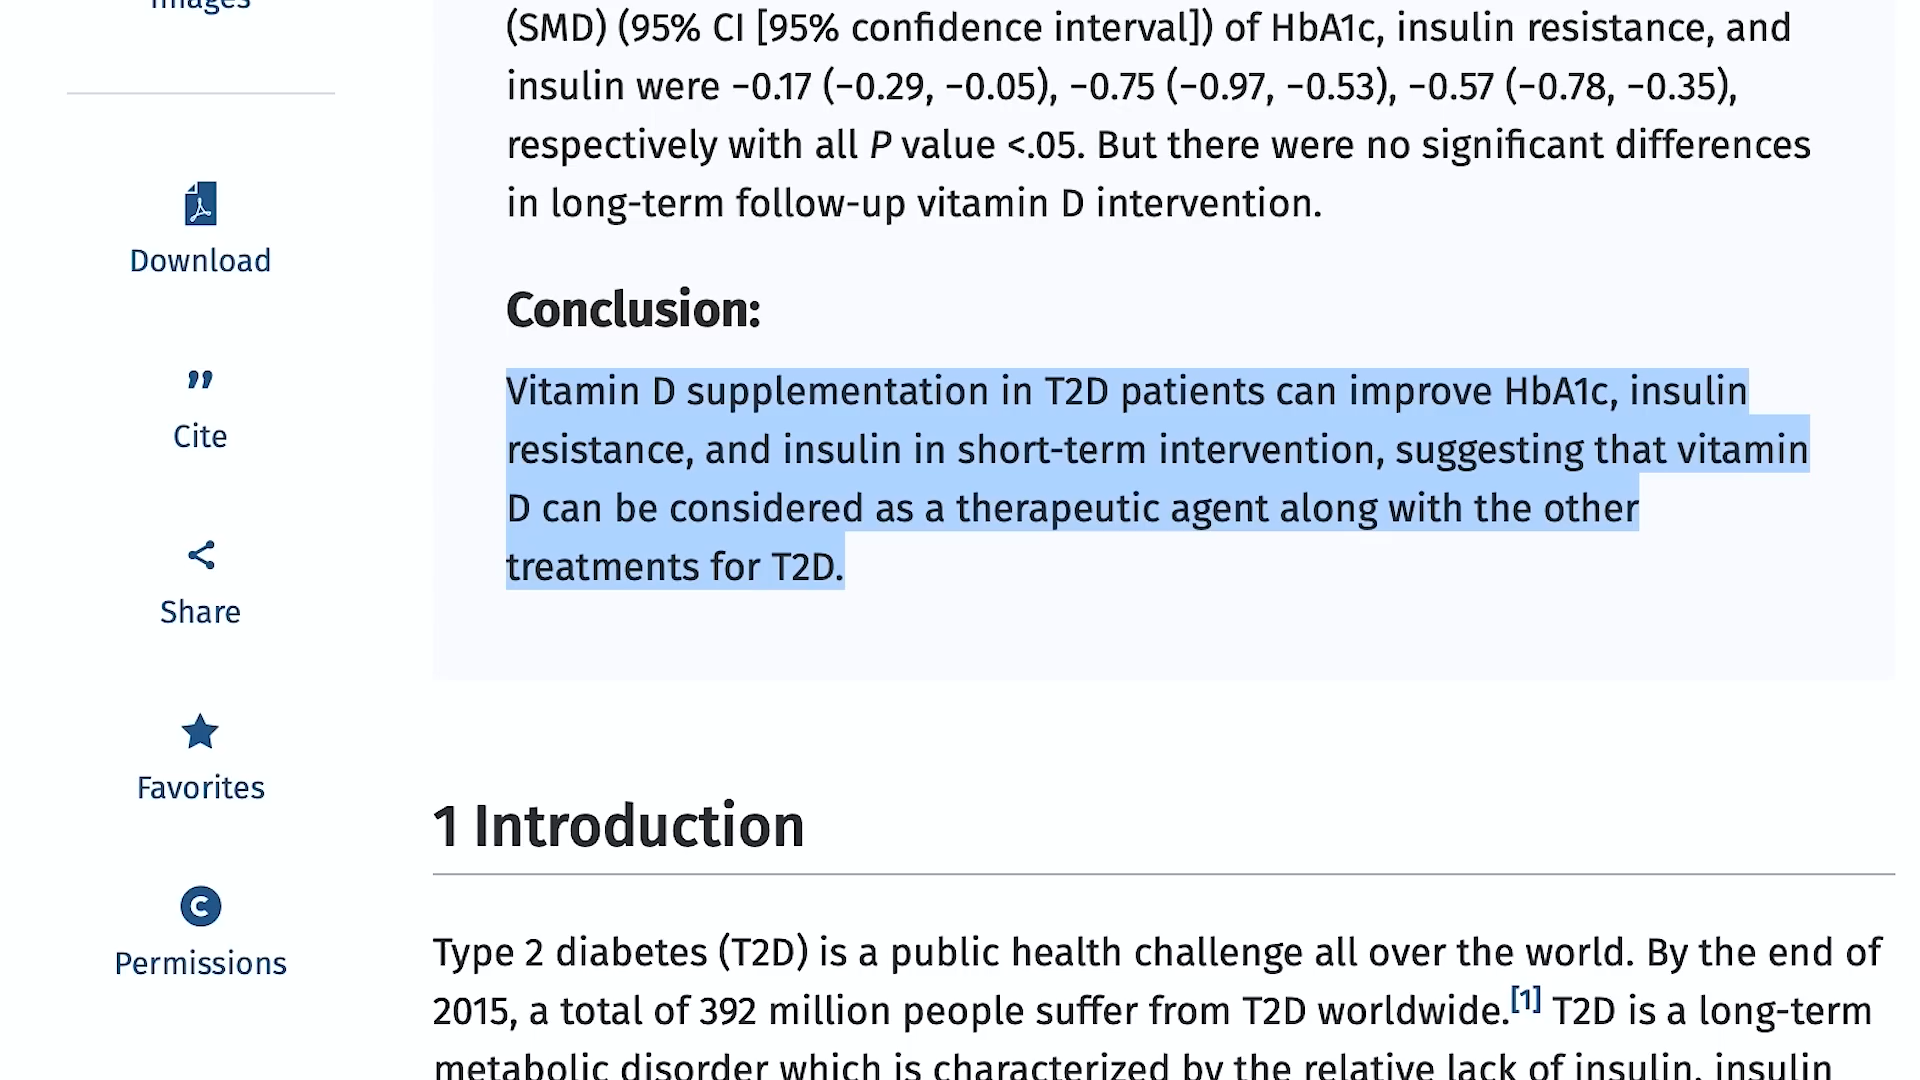 Images
Download
Cite
Share
Favorites
Permissions
(SMD) (95% CI [95% confidence interval]) of HbA1c, insulin resistance, and
insulin were −0.17 (−0.29, −0.05), −0.75 (−0.97, −0.53), −0.57 (−0.78, −0.35),
respectively with all P value <.05. But there were no significant differences
in long-term follow-up vitamin D intervention.
Conclusion:
Vitamin D supplementation in T2D patients can improve HbA1c, insulin
resistance, and insulin in short-term intervention, suggesting that vitamin
D can be considered as a therapeutic agent along with the other
treatments for T2D.
1 Introduction
Type 2 diabetes (T2D) is a public health challenge all over the world. By the end of
2015, a total of 392 million people suffer from T2D worldwide.[1] T2D is a long-term
metabolic disorder which is characterized by the relative lack of insulin, insulin